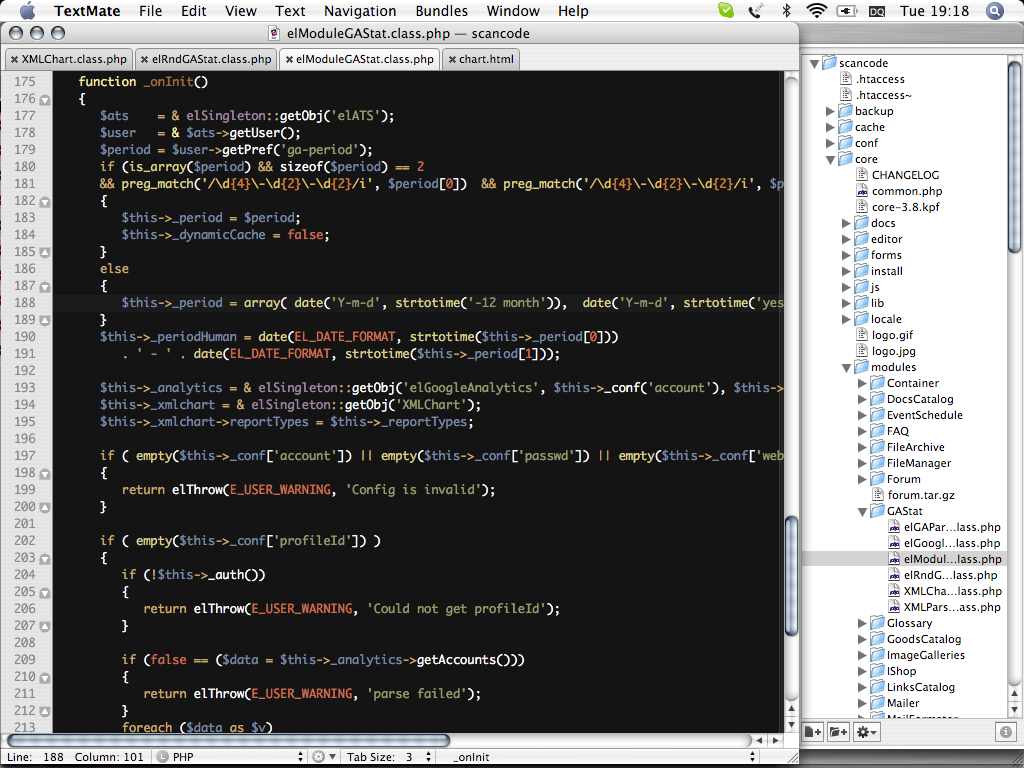 TextMate File Edit View Text Navigation Bundles Window Help DQ Tue 19:18
elModuleGAStat.class.php — scancode
XMLChart.class.php elRndGAStat.class.php elModuleGAStat.class.php chart.html
175 function _onInit()
176 {
177 $ats = & elSingleton::getObj('elATS');
178 $user = & $ats->getUser();
179 $period = $user->getPref('ga-period');
180 if (is_array($period) && sizeof($period) == 2
181 && preg_match('/\d{4}\-\d{2}\-\d{2}/i', $period[0]) && preg_match('/\d{4}\-\d{2}\-\d{2}/i', $p
182 {
183 $this->_period = $period;
184 $this->_dynamicCache = false;
185 }
186 else
187 {
188 $this->_period = array( date('Y-m-d', strtotime('-12 month')), date('Y-m-d', strtotime('yes
189 }
190 $this->_periodHuman = date(EL_DATE_FORMAT, strtotime($this->_period[0]))
191 . ' - ' . date(EL_DATE_FORMAT, strtotime($this->_period[1]));
192
193 $this->_analytics = & elSingleton::getObj('elGoogleAnalytics', $this->_conf('account'), $this->
194 $this->_xmlchart = & elSingleton::getObj('XMLChart');
195 $this->_xmlchart->reportTypes = $this->_reportTypes;
196
197 if ( empty($this->_conf['account']) || empty($this->_conf['passwd']) || empty($this->_conf['web
198 {
199 return elThrow(E_USER_WARNING, 'Config is invalid');
200 }
201
202 if ( empty($this->_conf['profileId']) )
203 {
204 if (!$this->_auth())
205 {
206 return elThrow(E_USER_WARNING, 'Could not get profileId');
207 }
208
209 if (false == ($data = $this->_analytics->getAccounts()))
210 {
211 return elThrow(E_USER_WARNING, 'parse failed');
212 }
213 foreach ($data as $v)
Line: 188 Column: 101 L PHP Tab Size: 3 _onInit
scancode
.htaccess
.htaccess~
backup
cache
conf
core
CHANGELOG
common.php
core-3.8.kpf
docs
editor
forms
install
js
lib
locale
logo.gif
logo.jpg
modules
Container
DocsCatalog
EventSchedule
FAQ
FileArchive
FileManager
Forum
forum.tar.gz
GAStat
elGAPar...lass.php
elGoogl...lass.php
elModul...lass.php
elRndG...lass.php
XMLCha...lass.php
XMLPars...ass.php
Glossary
GoodsCatalog
ImageGalleries
IShop
LinksCatalog
Mailer
MailFormator